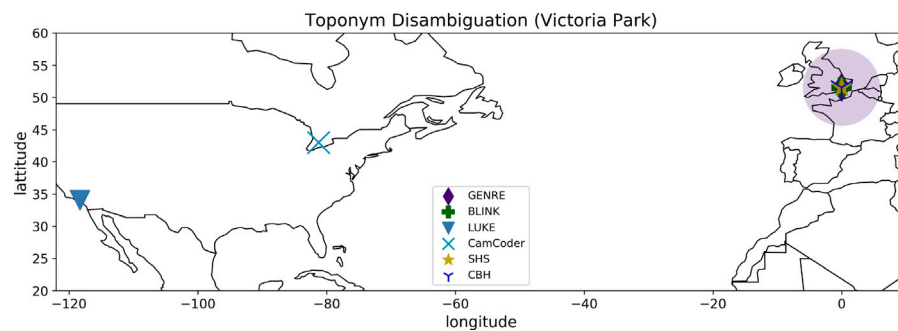 Toponym Disambiguation (Victoria Park)
60
55
50
45
40
35
30
25
20
lattitude
GENRE
BLINK
LUKE
CamCoder
SHS
CBH
−120 −100 −80 −60 −40 −20 0
longitude